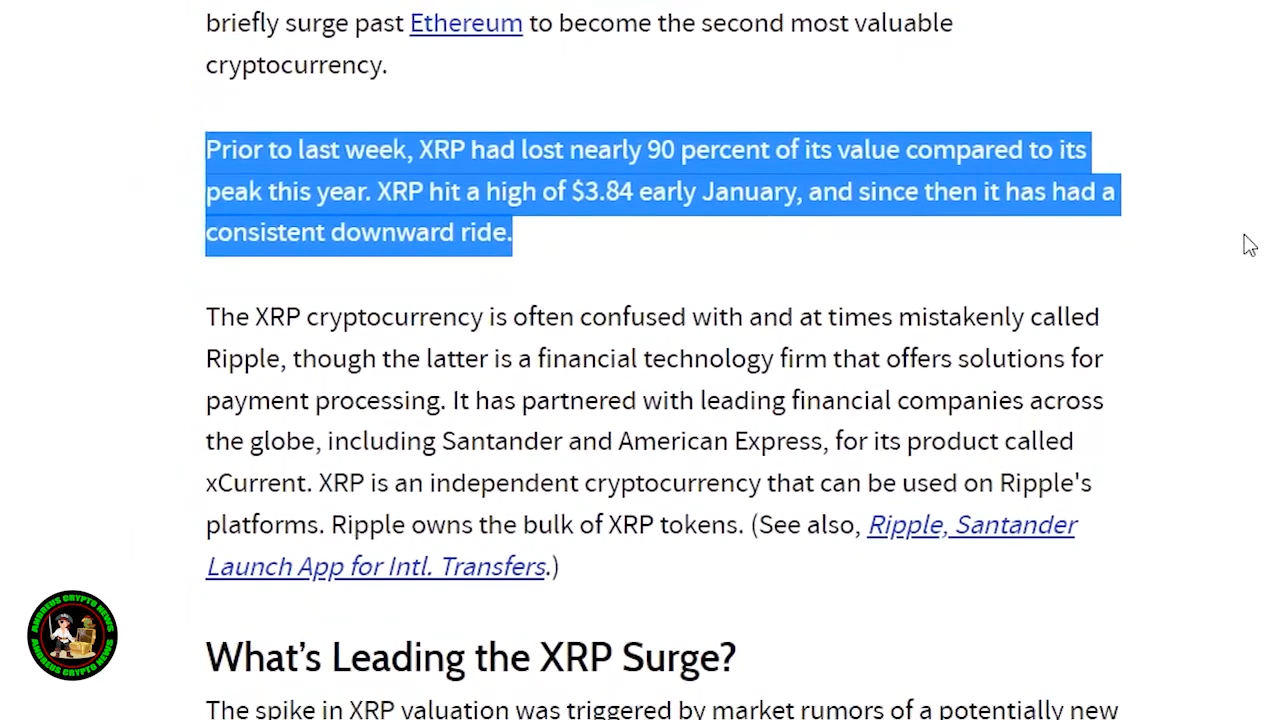 briefly surge past Ethereum to become the second most valuable
cryptocurrency.
Prior to last week, XRP had lost nearly 90 percent of its value compared to its
peak this year. XRP hit a high of $3.84 early January, and since then it has had a
consistent downward ride.
The XRP cryptocurrency is often confused with and at times mistakenly called
Ripple, though the latter is a financial technology firm that offers solutions for
payment processing. It has partnered with leading financial companies across
the globe, including Santander and American Express, for its product called
xCurrent. XRP is an independent cryptocurrency that can be used on Ripple's
platforms. Ripple owns the bulk of XRP tokens. (See also, Ripple, Santander
Launch App for Intl. Transfers.)
ANDREUS CRYPTO NEWS
ANDREUS CRYPTO NEWS
What's Leading the XRP Surge?
The spike in XRP valuation was triggered by market rumors of a potentially new